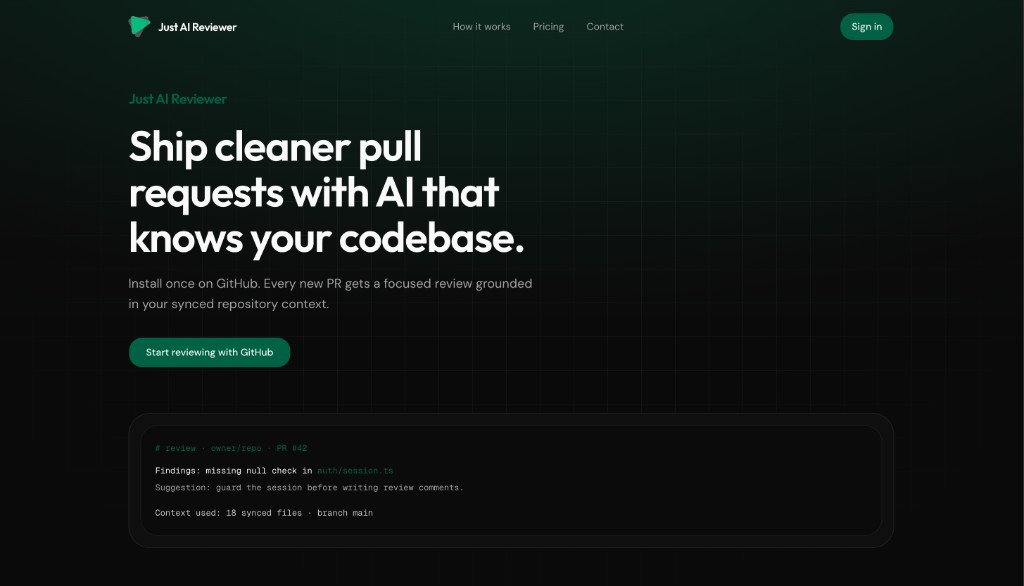 Just AI Reviewer
How it works
Pricing
Contact
Sign in
Just AI Reviewer
Ship cleaner pull
requests with AI that
knows your codebase.
Install once on GitHub. Every new PR gets a focused review grounded
in your synced repository context.
Start reviewing with GitHub
# review · owner/repo · PR #42
Findings: missing null check in auth/session.ts
Suggestion: guard the session before writing review comments.
Context used: 18 synced files · branch main